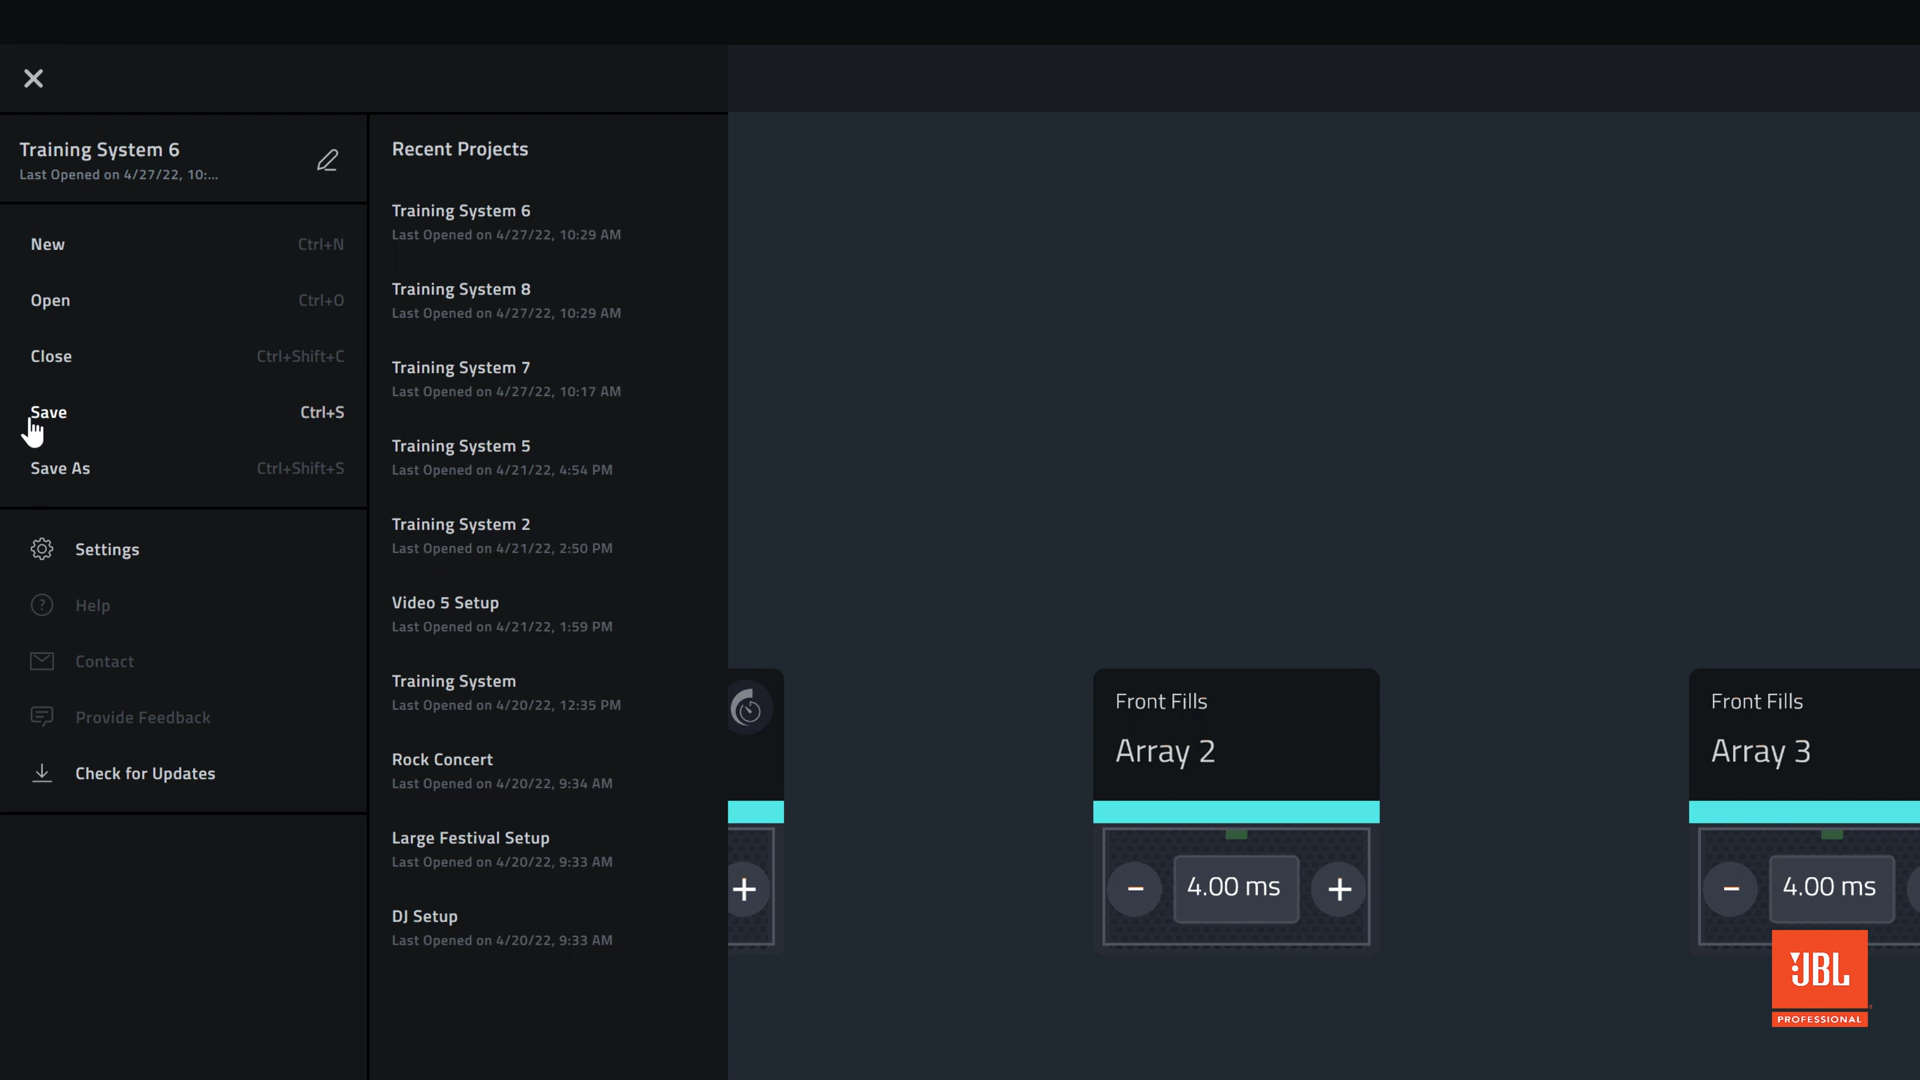 Training System 6
Last Opened on 4/27/22, 10:...
New Ctrl+N
Open Ctrl+O
Close Ctrl+Shift+C
Save Ctrl+S
Save As Ctrl+Shift+S
Settings
? Help
Contact
Provide Feedback
Check for Updates
Recent Projects
Training System 6
Last Opened on 4/27/22, 10:29 AM
Training System 8
Last Opened on 4/27/22, 10:29 AM
Training System 7
Last Opened on 4/27/22, 10:17 AM
Training System 5
Last Opened on 4/21/22, 4:54 PM
Training System 2
Last Opened on 4/21/22, 2:50 PM
Video 5 Setup
Last Opened on 4/21/22, 1:59 PM
Training System
Last Opened on 4/20/22, 12:35 PM
Rock Concert
Last Opened on 4/20/22, 9:34 AM
Large Festival Setup
Last Opened on 4/20/22, 9:33 AM
DJ Setup
Last Opened on 4/20/22, 9:33 AM
+
Front Fills
Array 2
- 4.00 ms +
Front Fills
Array 3
- 4.00 ms
JBL
PROFESSIONAL